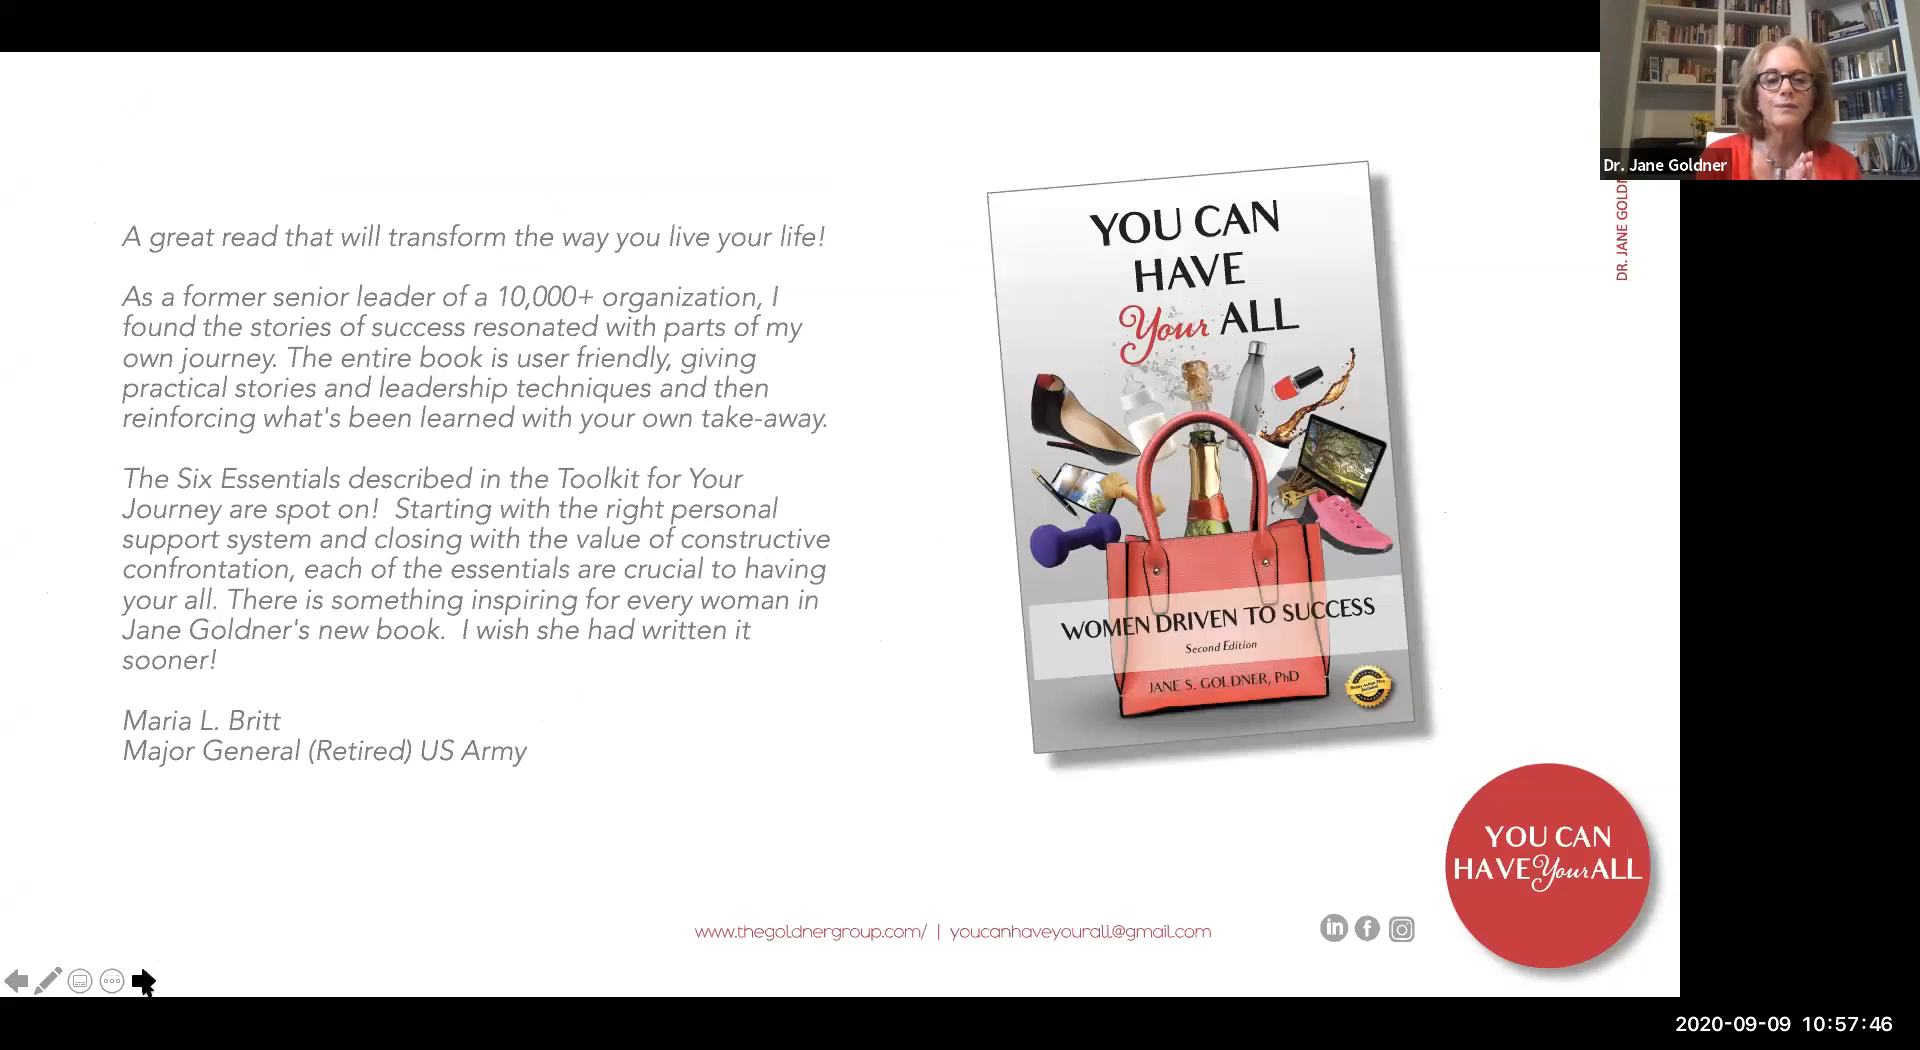 Dr. Jane Goldner
DR. JANE GOLDN
A great read that will transform the way you live your life!
As a former senior leader of a 10,000+ organization, I
found the stories of success resonated with parts of my
own journey. The entire book is user friendly, giving
practical stories and leadership techniques and then
reinforcing what's been learned with your own take-away.
The Six Essentials described in the Toolkit for Your
Journey are spot on!  Starting with the right personal
support system and closing with the value of constructive
confrontation, each of the essentials are crucial to having
your all. There is something inspiring for every woman in
Jane Goldner's new book.  I wish she had written it
sooner!
Maria L. Britt
Major General (Retired) US Army
YOU CAN
HAVE
Your ALL
WOMEN DRIVEN TO SUCCESS
Second Edition
JANE S. GOLDNER, PhD
YOU CAN
HAVE Your ALL
www.thegoldnergroup.com/ | youcanhaveyourall@gmail.com
in f
2020-09-09 10:57:46